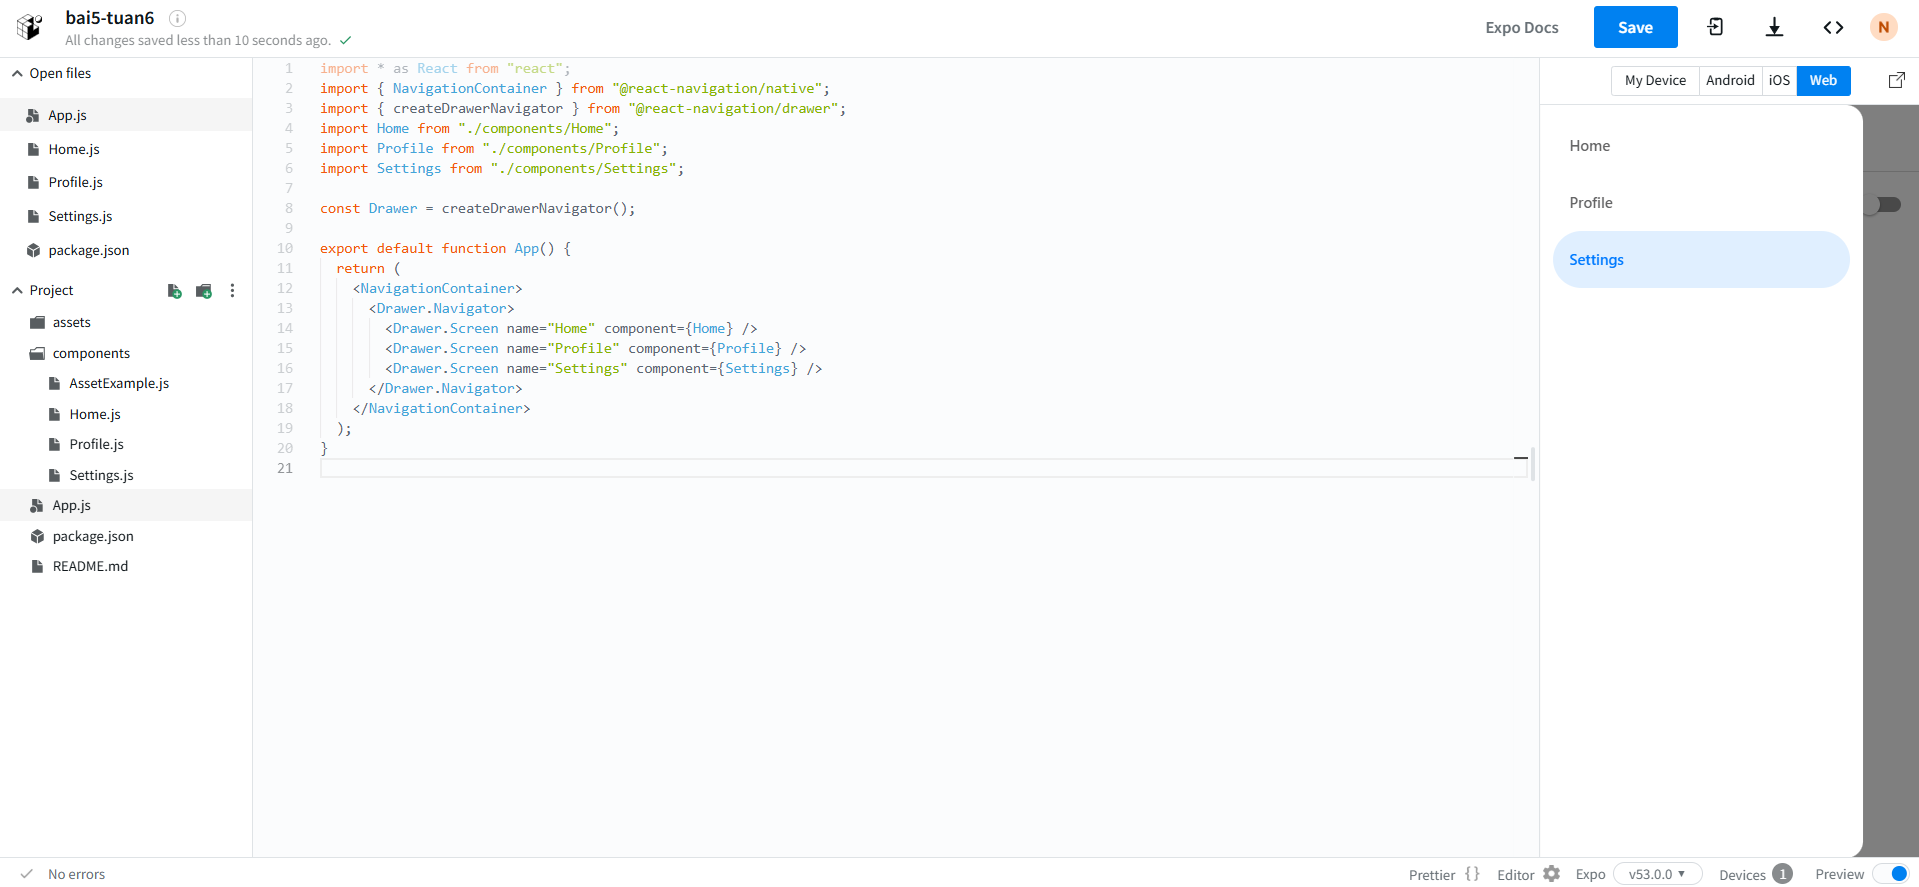 bai5-tuan6
All changes saved less than 10 seconds ago.
Expo Docs
Save
N
Open files
App.js
Home.js
Profile.js
Settings.js
package.json
Project
assets
components
AssetExample.js
Home.js
Profile.js
Settings.js
App.js
package.json
README.md
1 import * as React from "react";
2 import { NavigationContainer } from "@react-navigation/native";
3 import { createDrawerNavigator } from "@react-navigation/drawer";
4 import Home from "./components/Home";
5 import Profile from "./components/Profile";
6 import Settings from "./components/Settings";
7
8 const Drawer = createDrawerNavigator();
9
10 export default function App() {
11 return (
12 <NavigationContainer>
13 <Drawer.Navigator>
14 <Drawer.Screen name="Home" component={Home} />
15 <Drawer.Screen name="Profile" component={Profile} />
16 <Drawer.Screen name="Settings" component={Settings} />
17 </Drawer.Navigator>
18 </NavigationContainer>
19 );
20 }
21
My Device Android iOS Web
Home
Profile
Settings
No errors
Prettier {} Editor Expo v53.0.0 Devices 1 Preview